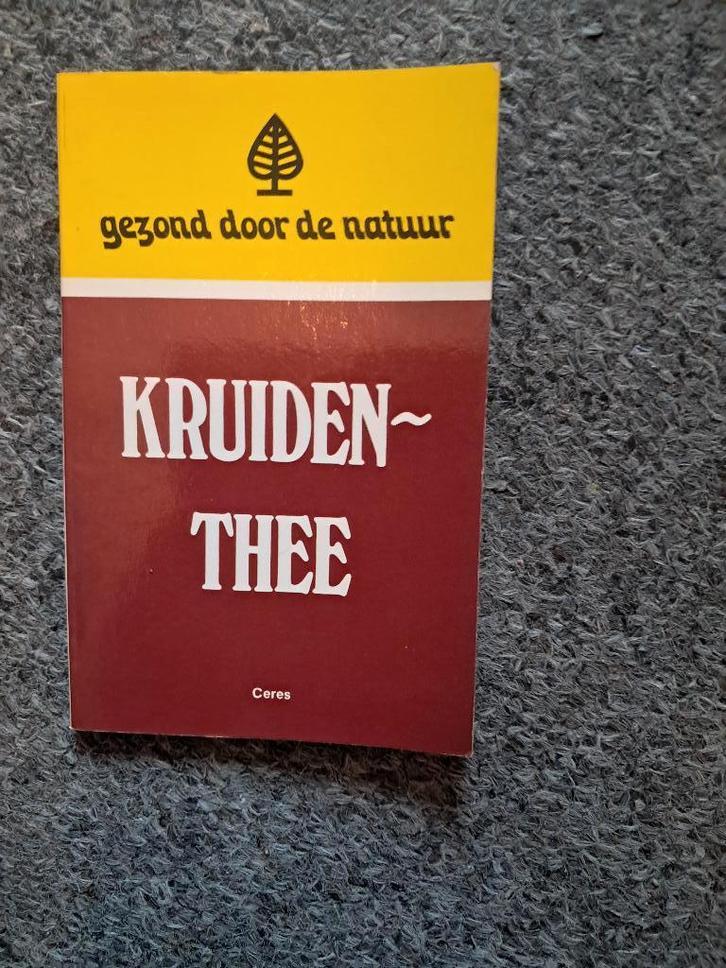 gezond door de natuur
KRUIDEN~
THEE
Ceres